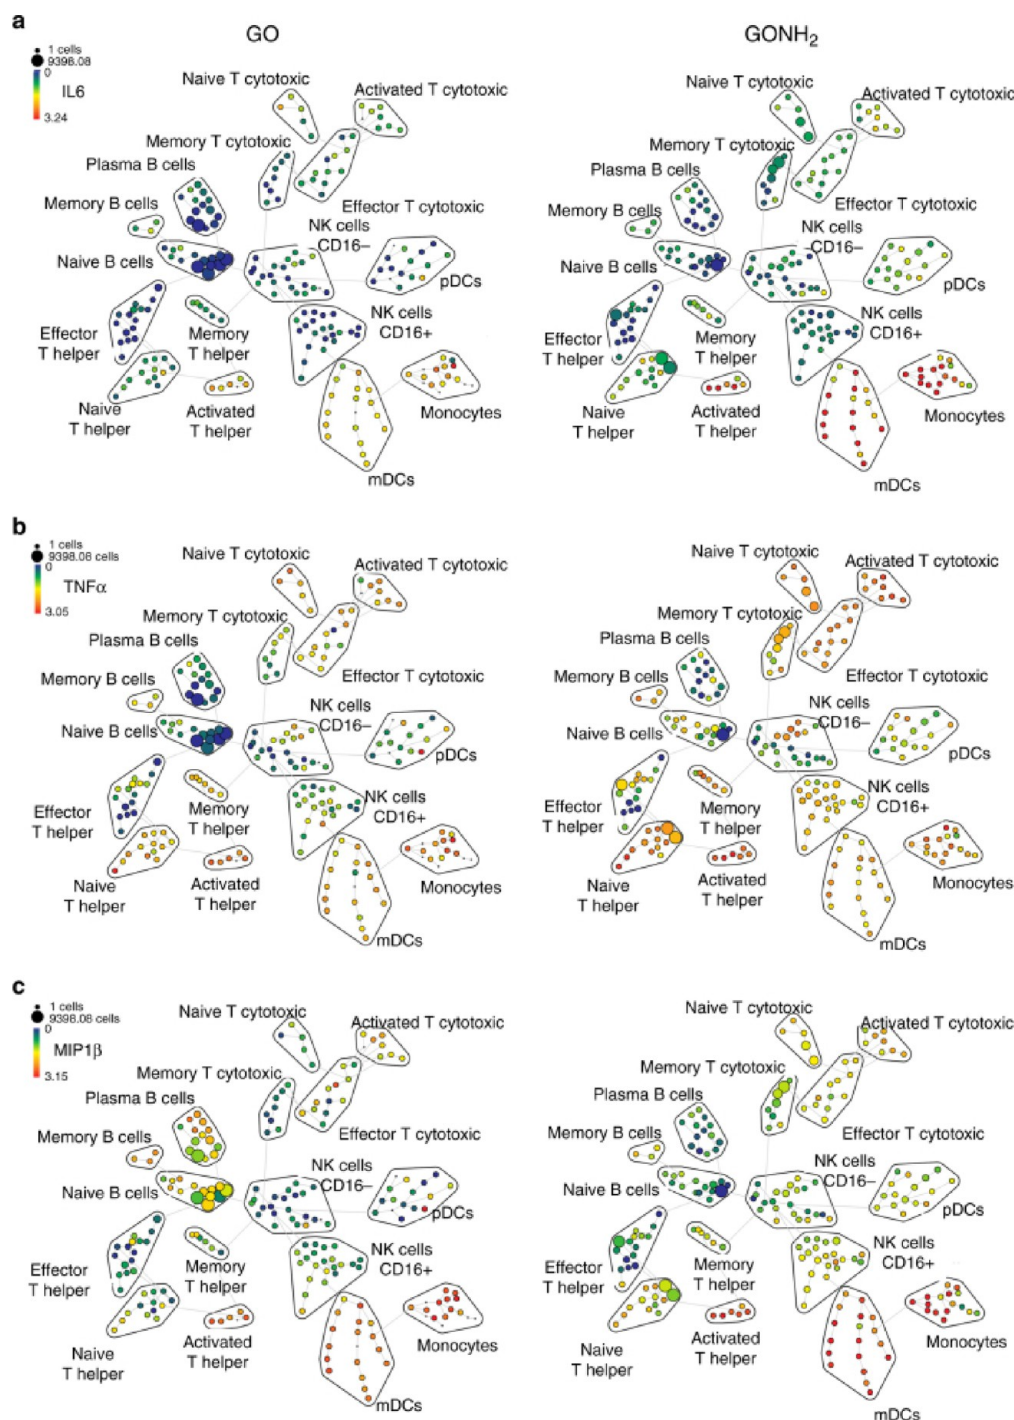 a
GO
GONH2
1 cells
9398.08
0
IL6
3.24
Naive T cytotoxic
Activated T cytotoxic
Memory T cytotoxic
Plasma B cells
Memory B cells
Effector T cytotoxic
NK cells
CD16–
Naive B cells
pDCs
Effector
T helper
Memory
T helper
NK cells
CD16+
Naive
T helper
Activated
T helper
Monocytes
mDCs
Naive T cytotoxic
Activated T cytotoxic
Memory T cytotoxic
Plasma B cells
Memory B cells
Effector T cytotoxic
NK cells
CD16–
Naive B cells
pDCs
Effector
T helper
Memory
T helper
NK cells
CD16+
Naive
T helper
Activated
T helper
Monocytes
mDCs
b
1 cells
9398.08 cells
0
TNFα
3.05
Naive T cytotoxic
Activated T cytotoxic
Memory T cytotoxic
Plasma B cells
Memory B cells
Effector T cytotoxic
NK cells
CD16–
Naive B cells
pDCs
Effector
T helper
Memory
T helper
NK cells
CD16+
Naive
T helper
Activated
T helper
Monocytes
mDCs
Naive T cytotoxic
Activated T cytotoxic
Memory T cytotoxic
Plasma B cells
Memory B cells
Effector T cytotoxic
NK cells
CD16–
Naive B cells
pDCs
Effector
T helper
Memory
T helper
NK cells
CD16+
Naive
T helper
Activated
T helper
Monocytes
mDCs
c
1 cells
9398.08 cells
0
MIP1β
3.15
Naive T cytotoxic
Activated T cytotoxic
Memory T cytotoxic
Plasma B cells
Memory B cells
Effector T cytotoxic
NK cells
CD16–
Naive B cells
pDCs
Effector
T helper
Memory
T helper
NK cells
CD16+
Naive
T helper
Activated
T helper
Monocytes
mDCs
Naive T cytotoxic
Activated T cytotoxic
Memory T cytotoxic
Plasma B cells
Memory B cells
Effector T cytotoxic
NK cells
CD16–
Naive B cells
pDCs
Effector
T helper
Memory
T helper
NK cells
CD16+
Naive
T helper
Activated
T helper
Monocytes
mDCs